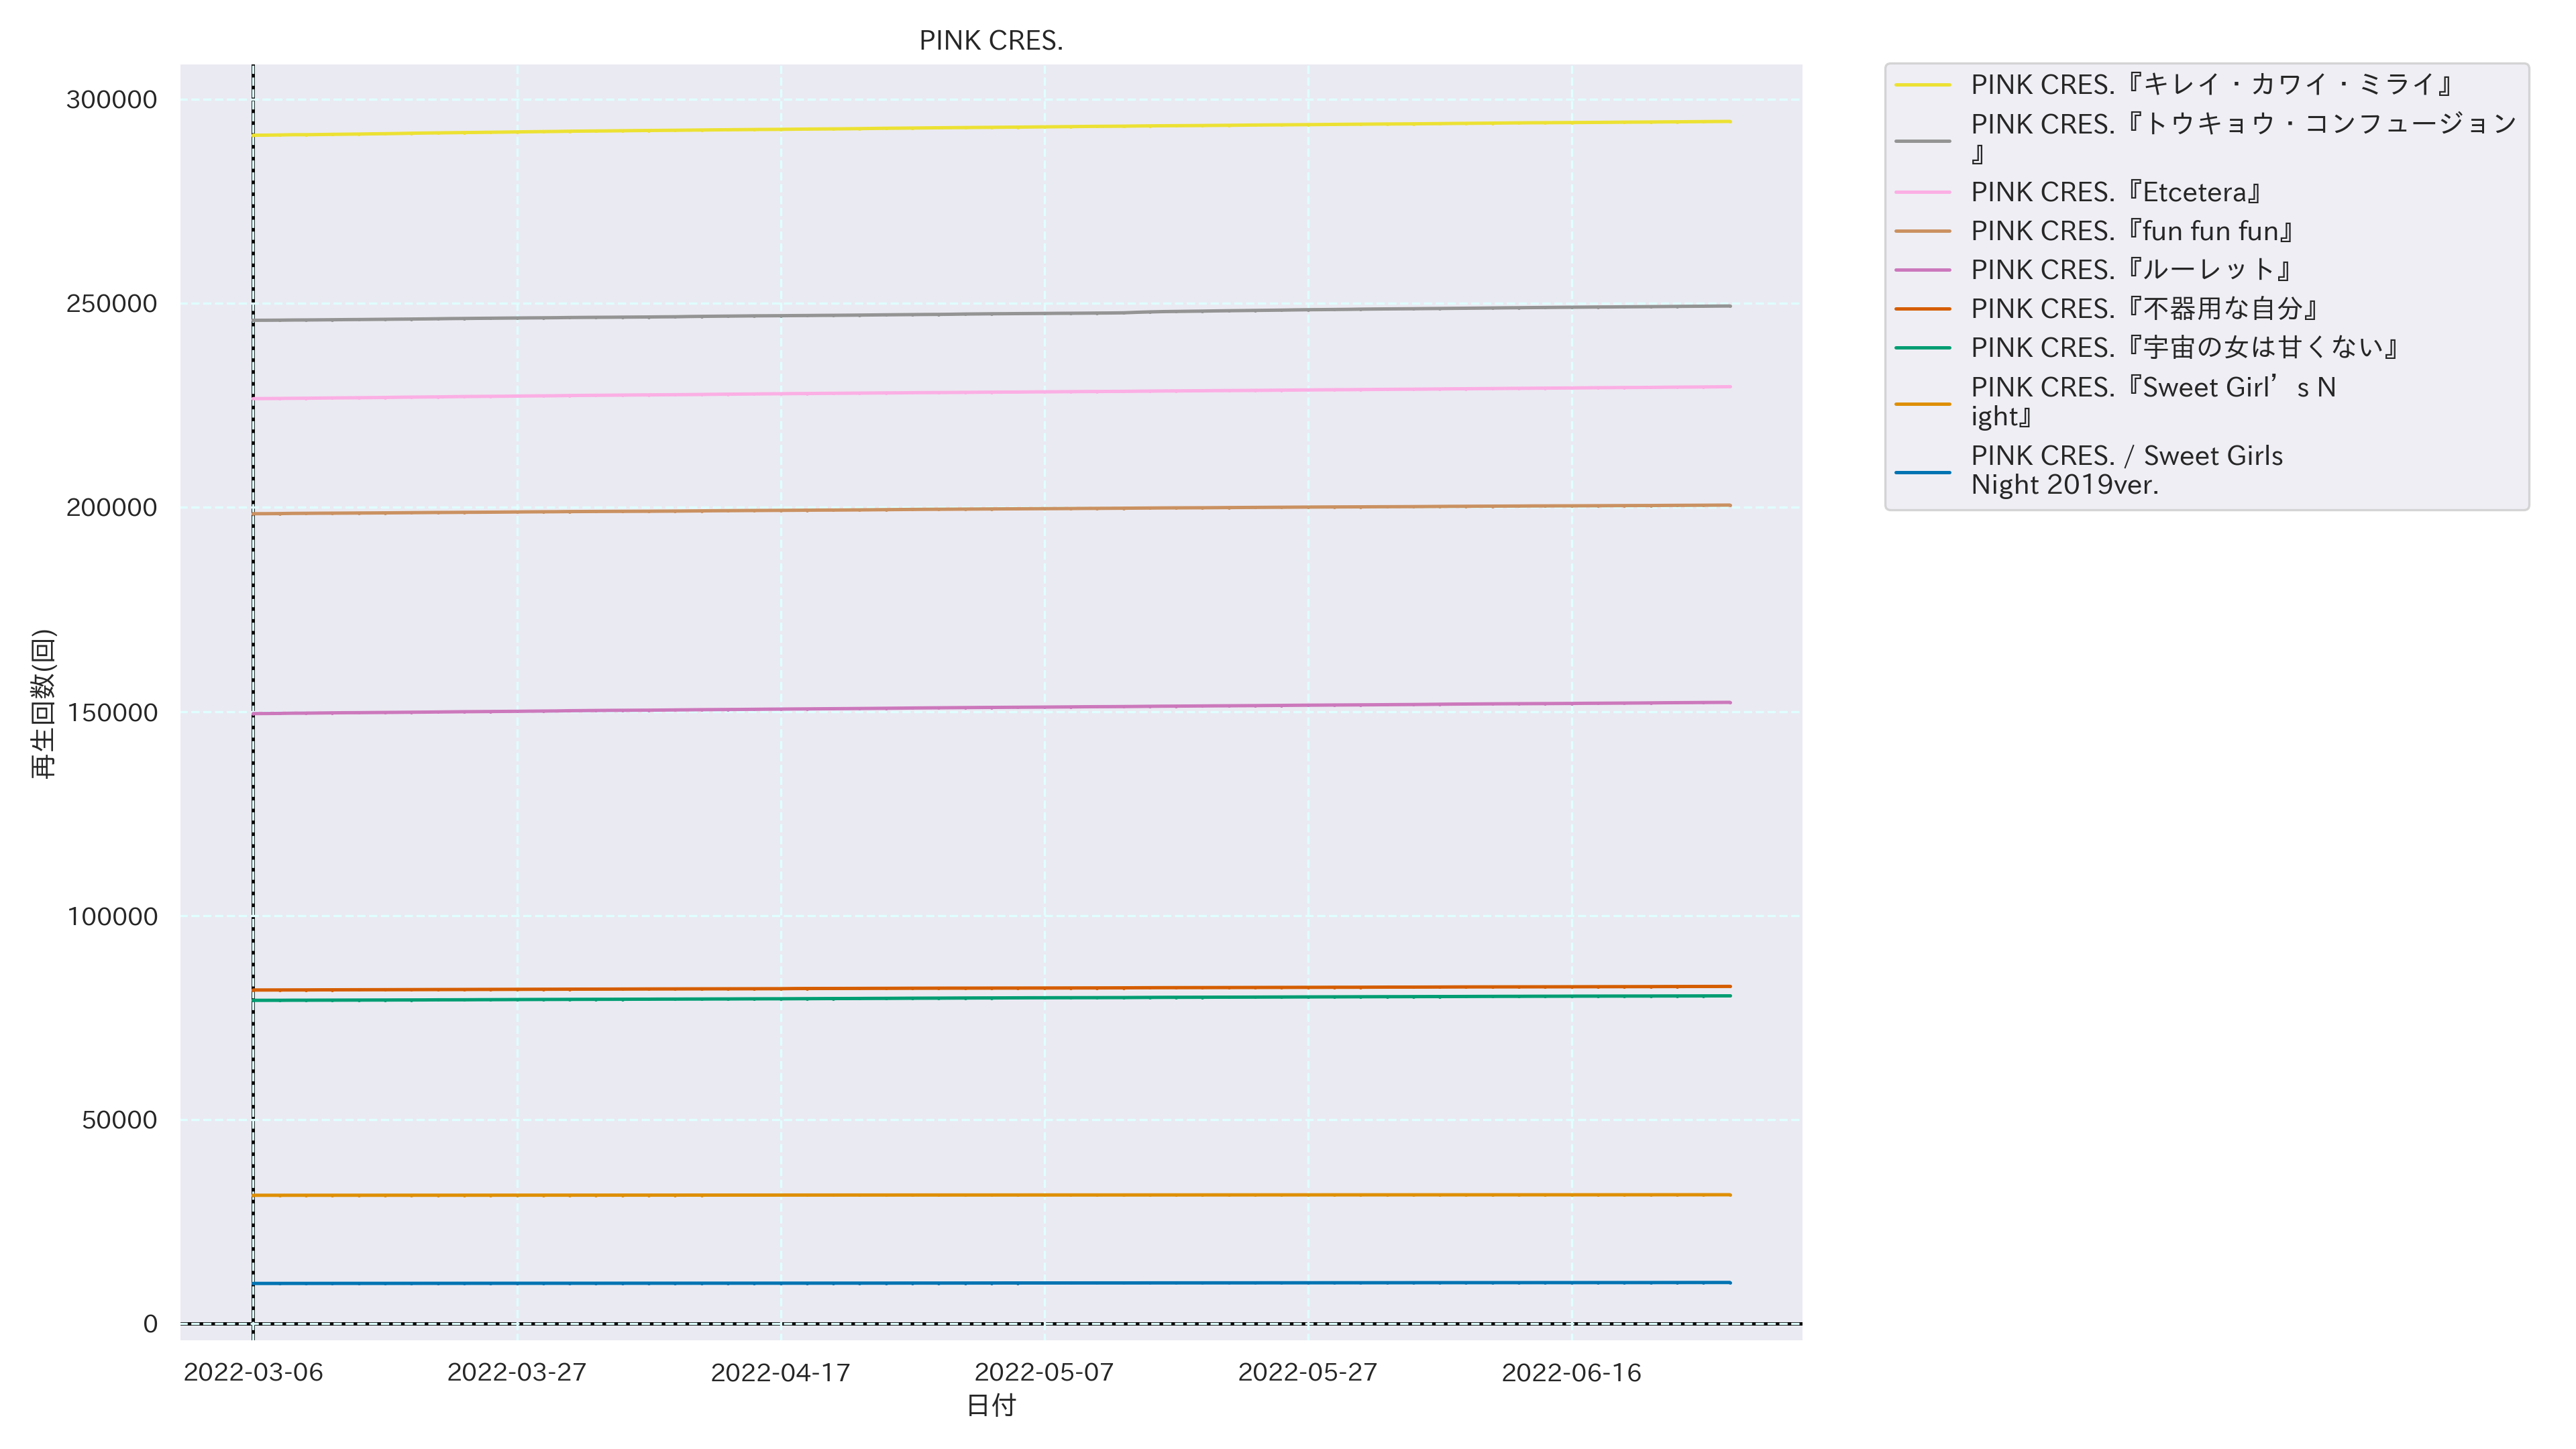 PINK CRES.
300000
250000
200000
150000
100000
50000
0
再生回数(回)
2022-03-06
2022-03-27
2022-04-17
2022-05-07
2022-05-27
2022-06-16
日付
PINK CRES.『キレイ・カワイ・ミライ』
PINK CRES.『トウキョウ・コンフュージョン
』
PINK CRES.『Etcetera』
PINK CRES.『fun fun fun』
PINK CRES.『ルーレット』
PINK CRES.『不器用な自分』
PINK CRES.『宇宙の女は甘くない』
PINK CRES.『Sweet Girl’s N
ight』
PINK CRES. / Sweet Girls
Night 2019ver.